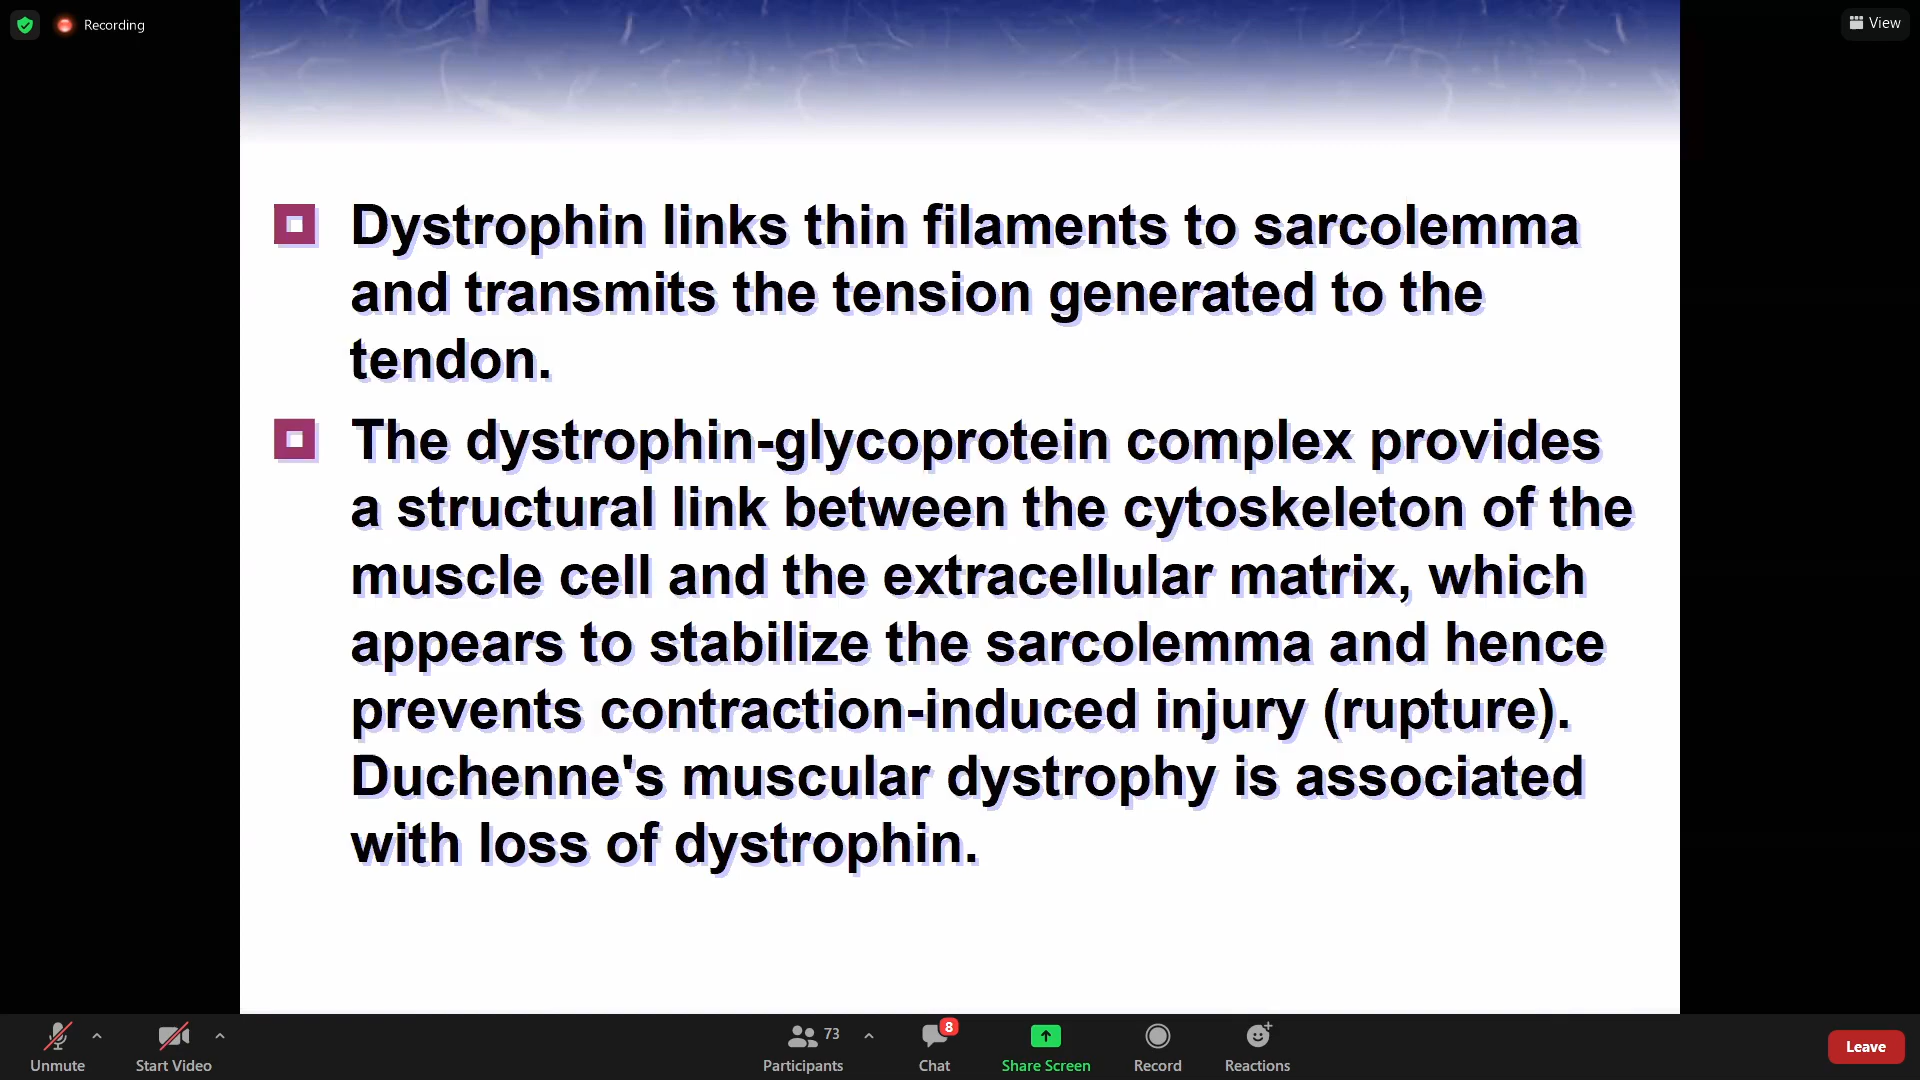 Recording
View
Dystrophin links thin filaments to sarcolemma
and transmits the tension generated to the
tendon.
The dystrophin-glycoprotein complex provides
a structural link between the cytoskeleton of the
muscle cell and the extracellular matrix, which
appears to stabilize the sarcolemma and hence
prevents contraction-induced injury (rupture).
Duchenne's muscular dystrophy is associated
with loss of dystrophin.
Unmute
Start Video
73
Participants
8
Chat
Share Screen
Record
Reactions
Leave